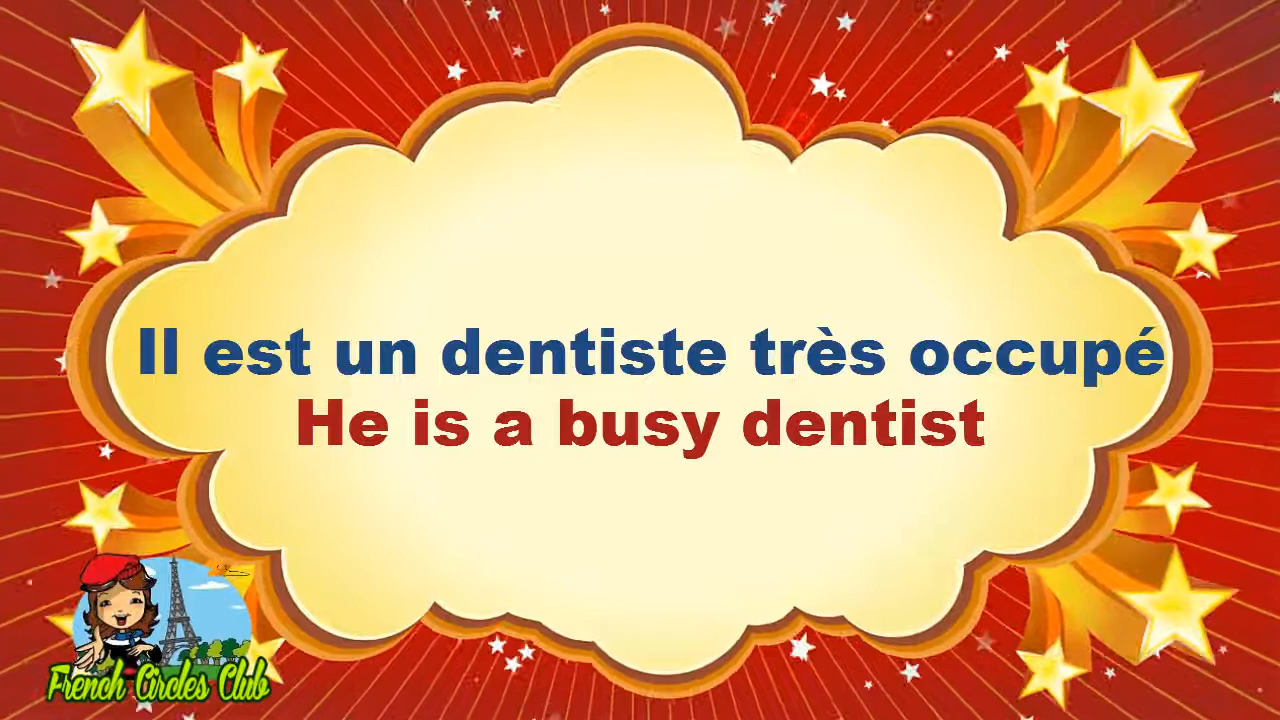 Il est un dentiste très occupé
He is a busy dentist
French Circles Club